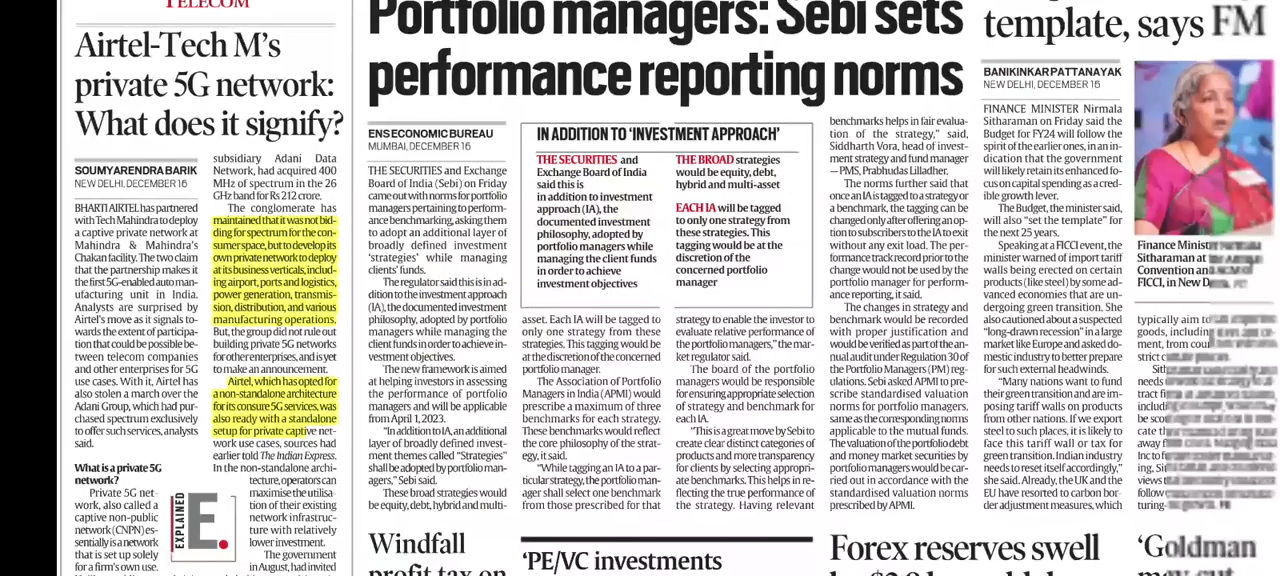 TELECOM
Airtel-Tech M's
private 5G network:
What does it signify?
SOUMYARENDRA BARIK
NEW DELHI, DECEMBER 16
BHARTI AIRTEL has partnered
with Tech Mahindra to deploy
a captive private network at
Mahindra & Mahindra's
Chakan facility. The two claim
that the partnership makes it
the first 5G-enabled auto man-
ufacturing unit in India.
Analysts are surprised by
Airtel's move as it signals to-
wards the extent of participa-
tion that could be possible be-
tween telecom companies
and other enterprises for 5G
use cases. With it, Airtel has
also stolen a march over the
Adani Group, which had pur-
chased spectrum exclusively
to offer such services, analysts
said.
What is a private 5G
network?
Private 5G net-
work, also called a
captive non-public
network (CNPN) es-
sentially is a network
that is set up solely
for a firm's own use.
subsidiary Adani Data
Network, had acquired 400
MHz of spectrum in the 26
GHz band for Rs 212 crore.
The conglomerate has
maintained that it was not bid-
ding for spectrum for the con-
sumer space, but to develop its
own private network to deploy
at its business verticals, includ-
ing airport, ports and logistics,
power generation, transmis-
sion, distribution, and various
manufacturing operations.
But, the group did not rule out
building private 5G networks
for other enterprises, and is yet
to make an announcement.
Airtel, which has opted for
a non-standalone architecture
for its consure 5G services, was
also ready with a standalone
setup for private captive net-
work use cases, sources had
earlier told The Indian Express.
In the non-standalone archi-
tecture, operators can
maximise the utilisa-
tion of their existing
network infrastruc-
ture with relatively
lower investment.
The government
in August, had invited
EXPLAINED
E.
Portfolio managers: Sebi sets
performance reporting norms
ENS ECONOMIC BUREAU
MUMBAI, DECEMBER 16
THE SECURITIES and Exchange
Board of India (Sebi) on Friday
came out with norms for portfolio
managers pertaining to perform-
ance benchmarking, asking them
to adopt an additional layer of
broadly defined investment
'strategies' while managing
clients' funds.
The regulator said this is in ad-
dition to the investment approach
(IA), the documented investment
philosophy, adopted by portfolio
managers while managing the
client funds in order to achieve in-
vestment objectives.
The new framework is aimed
at helping investors in assessing
the performance of portfolio
managers and will be applicable
from April 1, 2023.
"In addition to IA, an additional
layer of broadly defined invest-
ment themes called "Strategies"
shall be adopted by portfolio man-
agers," Sebi said.
These broad strategies would
be equity, debt, hybrid and multi-
IN ADDITION TO 'INVESTMENT APPROACH'
THE SECURITIES and
Exchange Board of India
said this is
in addition to investment
approach (IA), the
documented investment
philosophy, adopted by
portfolio managers while
managing the client funds
in order to achieve
investment objectives
THE BROAD strategies
would be equity, debt,
hybrid and multi-asset
EACH IA will be tagged
to only one strategy from
these strategies. This
tagging would be at the
discretion of the
concerned portfolio
manager
asset. Each IA will be tagged to
only one strategy from these
strategies. This tagging would be
at the discretion of the concerned
portfolio manager.
The Association of Portfolio
Managers in India (APMI) would
prescribe a maximum of three
benchmarks for each strategy.
These benchmarks would reflect
the core philosophy of the strat-
egy, it said.
"While tagging an IA to a par-
ticular strategy, the portfolio man-
ager shall select one benchmark
from those prescribed for that
strategy to enable the investor to
evaluate relative performance of
the portfolio managers," the mar-
ket regulator said.
The board of the portfolio
managers would be responsible
for ensuring appropriate selection
of strategy and benchmark for
each IA.
"This is a great move by Sebi to
create clear distinct categories of
products and more transparency
for clients by selecting appropri-
ate benchmarks. This helps in re-
flecting the true performance of
the strategy. Having relevant
benchmarks helps in fair evalua-
tion of the strategy," said,
Siddharth Vora, head of invest-
ment strategy and fund manager
— PMS, Prabhudas Lilladher.
The norms further said that
once an IA is tagged to a strategy or
a benchmark, the tagging can be
changed only after offering an op-
tion to subscribers to the IA to exit
without any exit load. The per-
formance track record prior to the
change would not be used by the
portfolio manager for perform-
ance reporting, it said.
The changes in strategy and
benchmark would be recorded
with proper justification and
would be verified as part of the an-
nual audit under Regulation 30 of
the Portfolio Managers (PM) reg-
ulations. Sebi asked APMI to pre-
scribe standardised valuation
norms for portfolio managers,
same as the corresponding norms
applicable to the mutual funds.
The valuation of the portfolio debt
and money market securities by
portfolio managers would be car-
ried out in accordance with the
standardised valuation norms
prescribed by APMI.
template, says FM
BANIKINKAR PATTANAYAK
NEW DELHI, DECEMBER 16
FINANCE MINISTER Nirmala
Sitharaman on Friday said the
Budget for FY24 will follow the
spirit of the earlier ones, in an in-
dication that the government
will likely retain its enhanced fo-
cus on capital spending as a cred-
ible growth lever.
The Budget, the minister said,
will also "set the template" for
the next 25 years.
Speaking at a FICCI event, the
minister warned of import tariff
walls being erected on certain
products (like steel) by some ad-
vanced economies that are un-
dergoing green transition. She
also cautioned about a suspected
"long-drawn recession" in a large
market like Europe and asked do-
mestic industry to better prepare
for such external headwinds.
"Many nations want to fund
their green transition and are im-
posing tariff walls on products
from other nations. If we export
steel to such places, it is likely to
face this tariff wall or tax for
green transition. Indian industry
needs to reset itself accordingly,"
she said. Already, the UK and the
EU have resorted to carbon bor-
der adjustment measures, which
Finance Minist
Sitharaman at
Convention an
FICCI, in New D
typically aim to
goods, includin
ment, from cou
strict c
Sith
needs
tract fi
includ
be sco
cate th
away f
Inc to f
ing, Si
views t
follow
turing-
Windfall
profit tax on
'PE/VC investments
Forex reserves swell
'Goldman
may cut